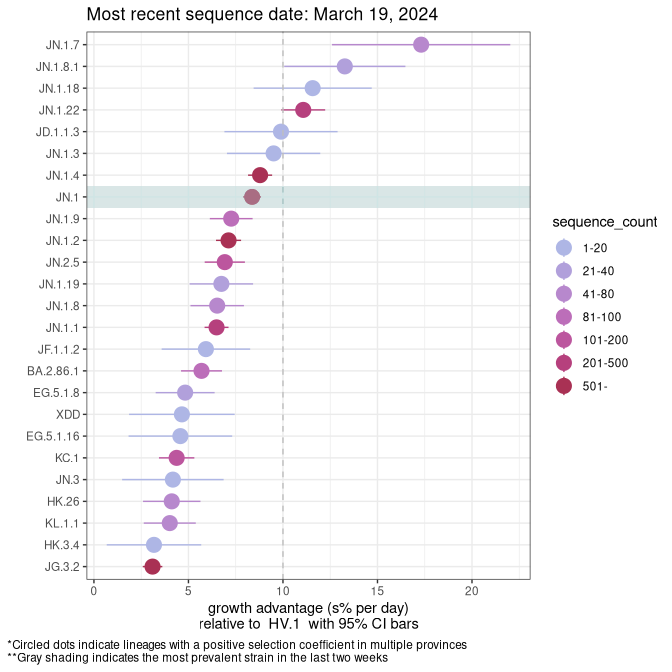 Most recent sequence date: March 19, 2024
JN.1.7
JN.1.8.1
JN.1.18
JN.1.22
JD.1.1.3
JN.1.3
JN.1.4
JN.1
JN.1.9
JN.1.2
JN.2.5
JN.1.19
JN.1.8
JN.1.1
JF.1.1.2
BA.2.86.1
EG.5.1.8
XDD
EG.5.1.16
KC.1
JN.3
HK.26
KL.1.1
HK.3.4
JG.3.2
0 5 10 15 20
growth advantage (s% per day)
relative to HV.1 with 95% CI bars
sequence_count
1-20
21-40
41-80
81-100
101-200
201-500
501-
*Circled dots indicate lineages with a positive selection coefficient in multiple provinces
**Gray shading indicates the most prevalent strain in the last two weeks